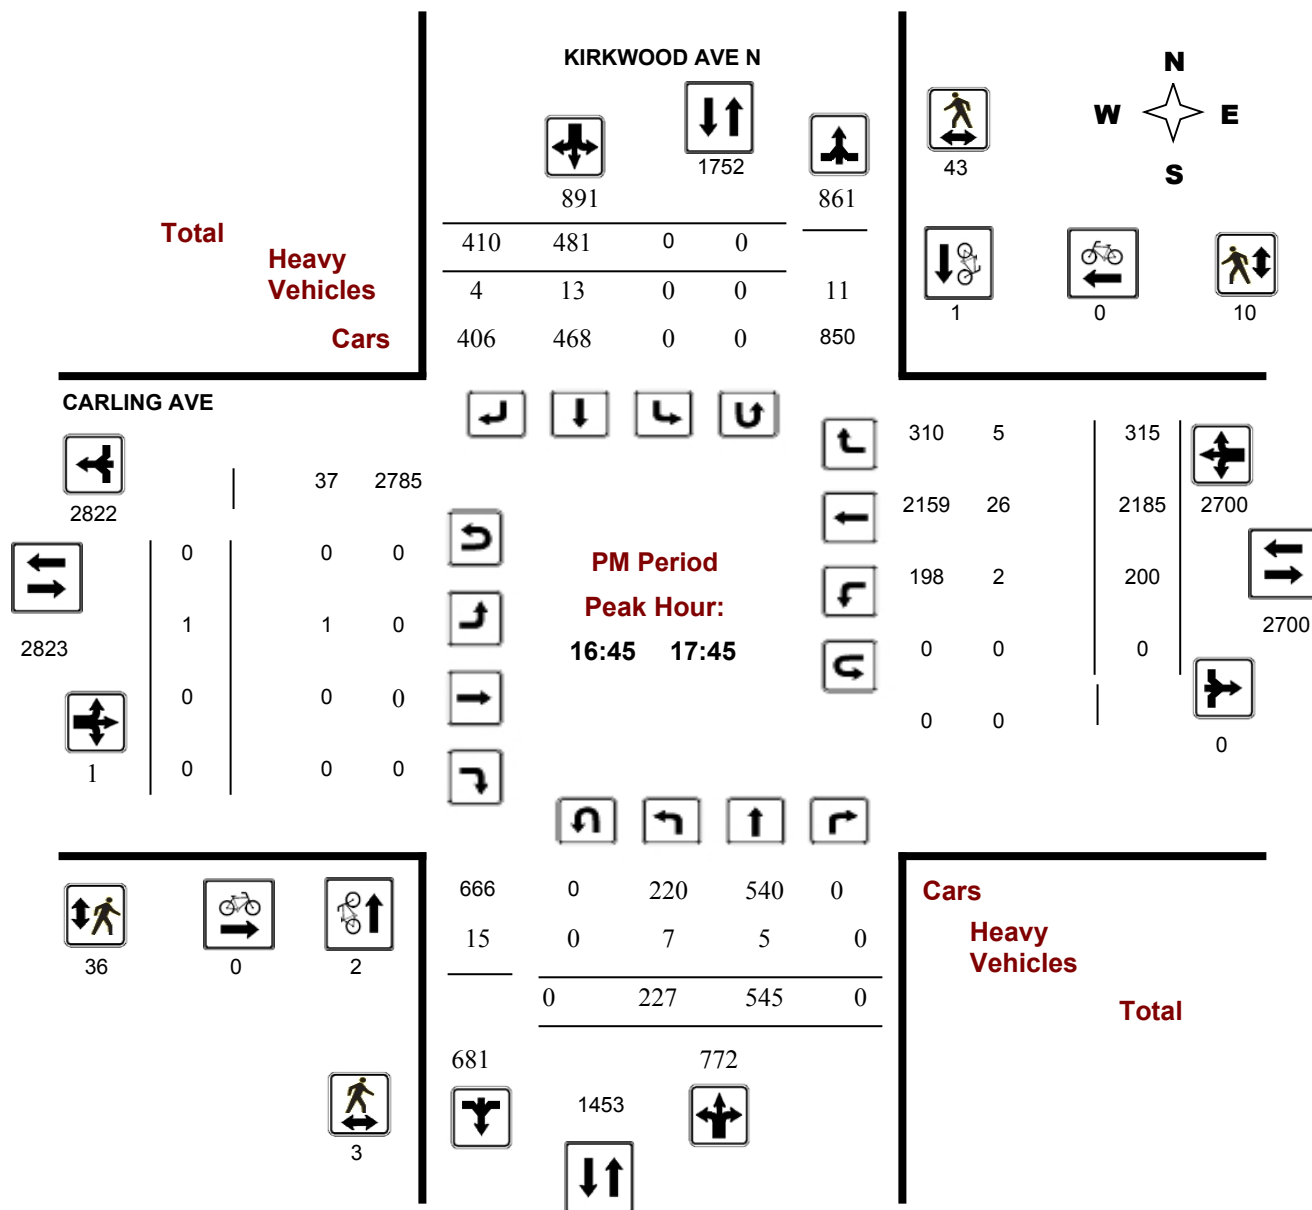 KIRKWOOD AVE N
N
W E
S
1752
43
891 861
Total
410 481 0 0
Heavy
Vehicles
4 13 0 0 11
1 0 10
Cars
406 468 0 0 850
CARLING AVE
310 5 315
37 2785
2822
2159 26 2185 2700
0 0 0
PM Period
198 2 200
Peak Hour:
1 1 0
2823
16:45 17:45
0 0 0
2700
0 0 0
0 0
0
1 0 0 0
666 0 220 540 0
Cars
15 0 7 5 0
Heavy
Vehicles
36 0 2
0 227 545 0
Total
681 772
1453
3